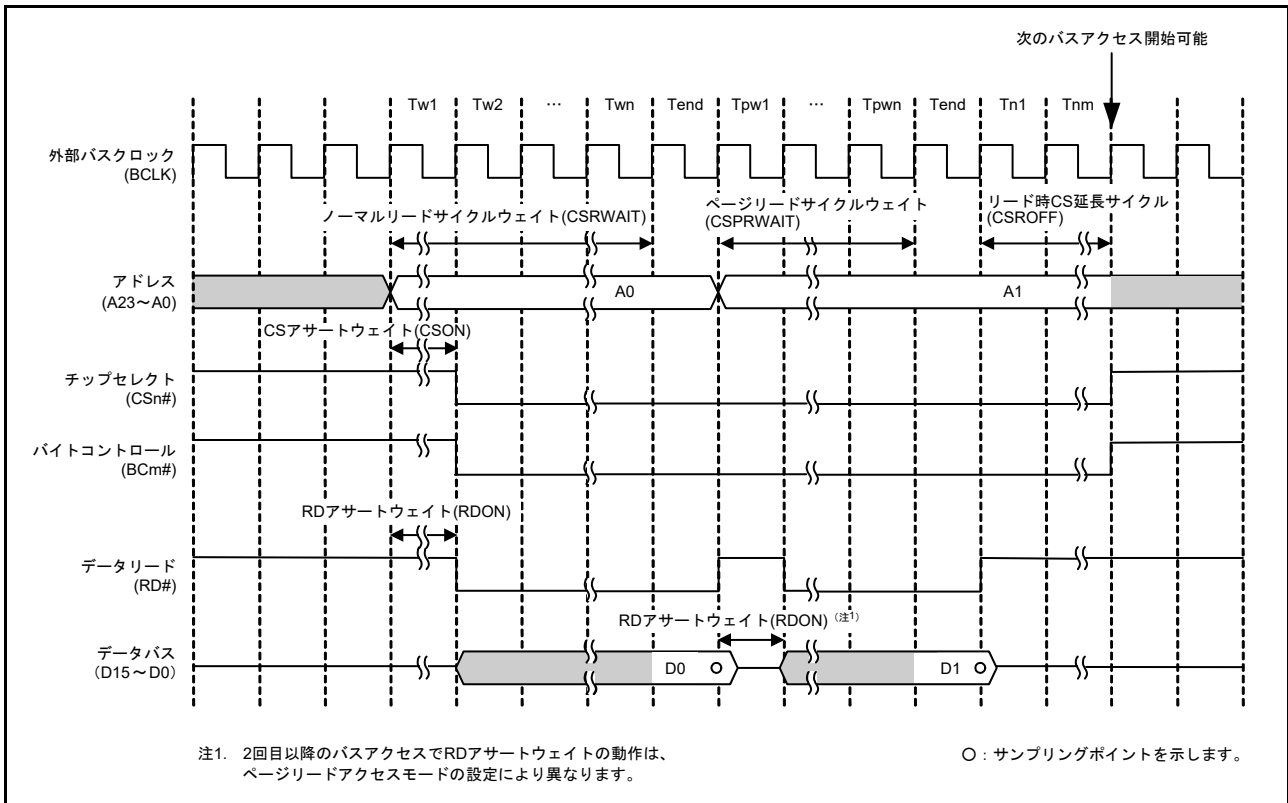 次のバスアクセス開始可能
Tw1 Tw2 … Twn Tend Tpw1 … Tpwn Tend Tn1 Tnm
外部バスクロック
(BCLK)
ノーマルリードサイクルウェイト(CSRWAIT)
ページリードサイクルウェイト
(CSPRWAIT)
リード時CS延長サイクル
(CSROFF)
アドレス
(A23～A0)
A0 A1
CSアサートウェイト(CSON)
チップセレクト
(CSn#)
バイトコントロール
(BCm#)
RDアサートウェイト(RDON)
データリード
(RD#)
RDアサートウェイト(RDON) (注1)
データバス
(D15～D0)
D0 D1
注1. 2回目以降のバスアクセスでRDアサートウェイトの動作は、
ページリードアクセスモードの設定により異なります。
○：サンプリングポイントを示します。